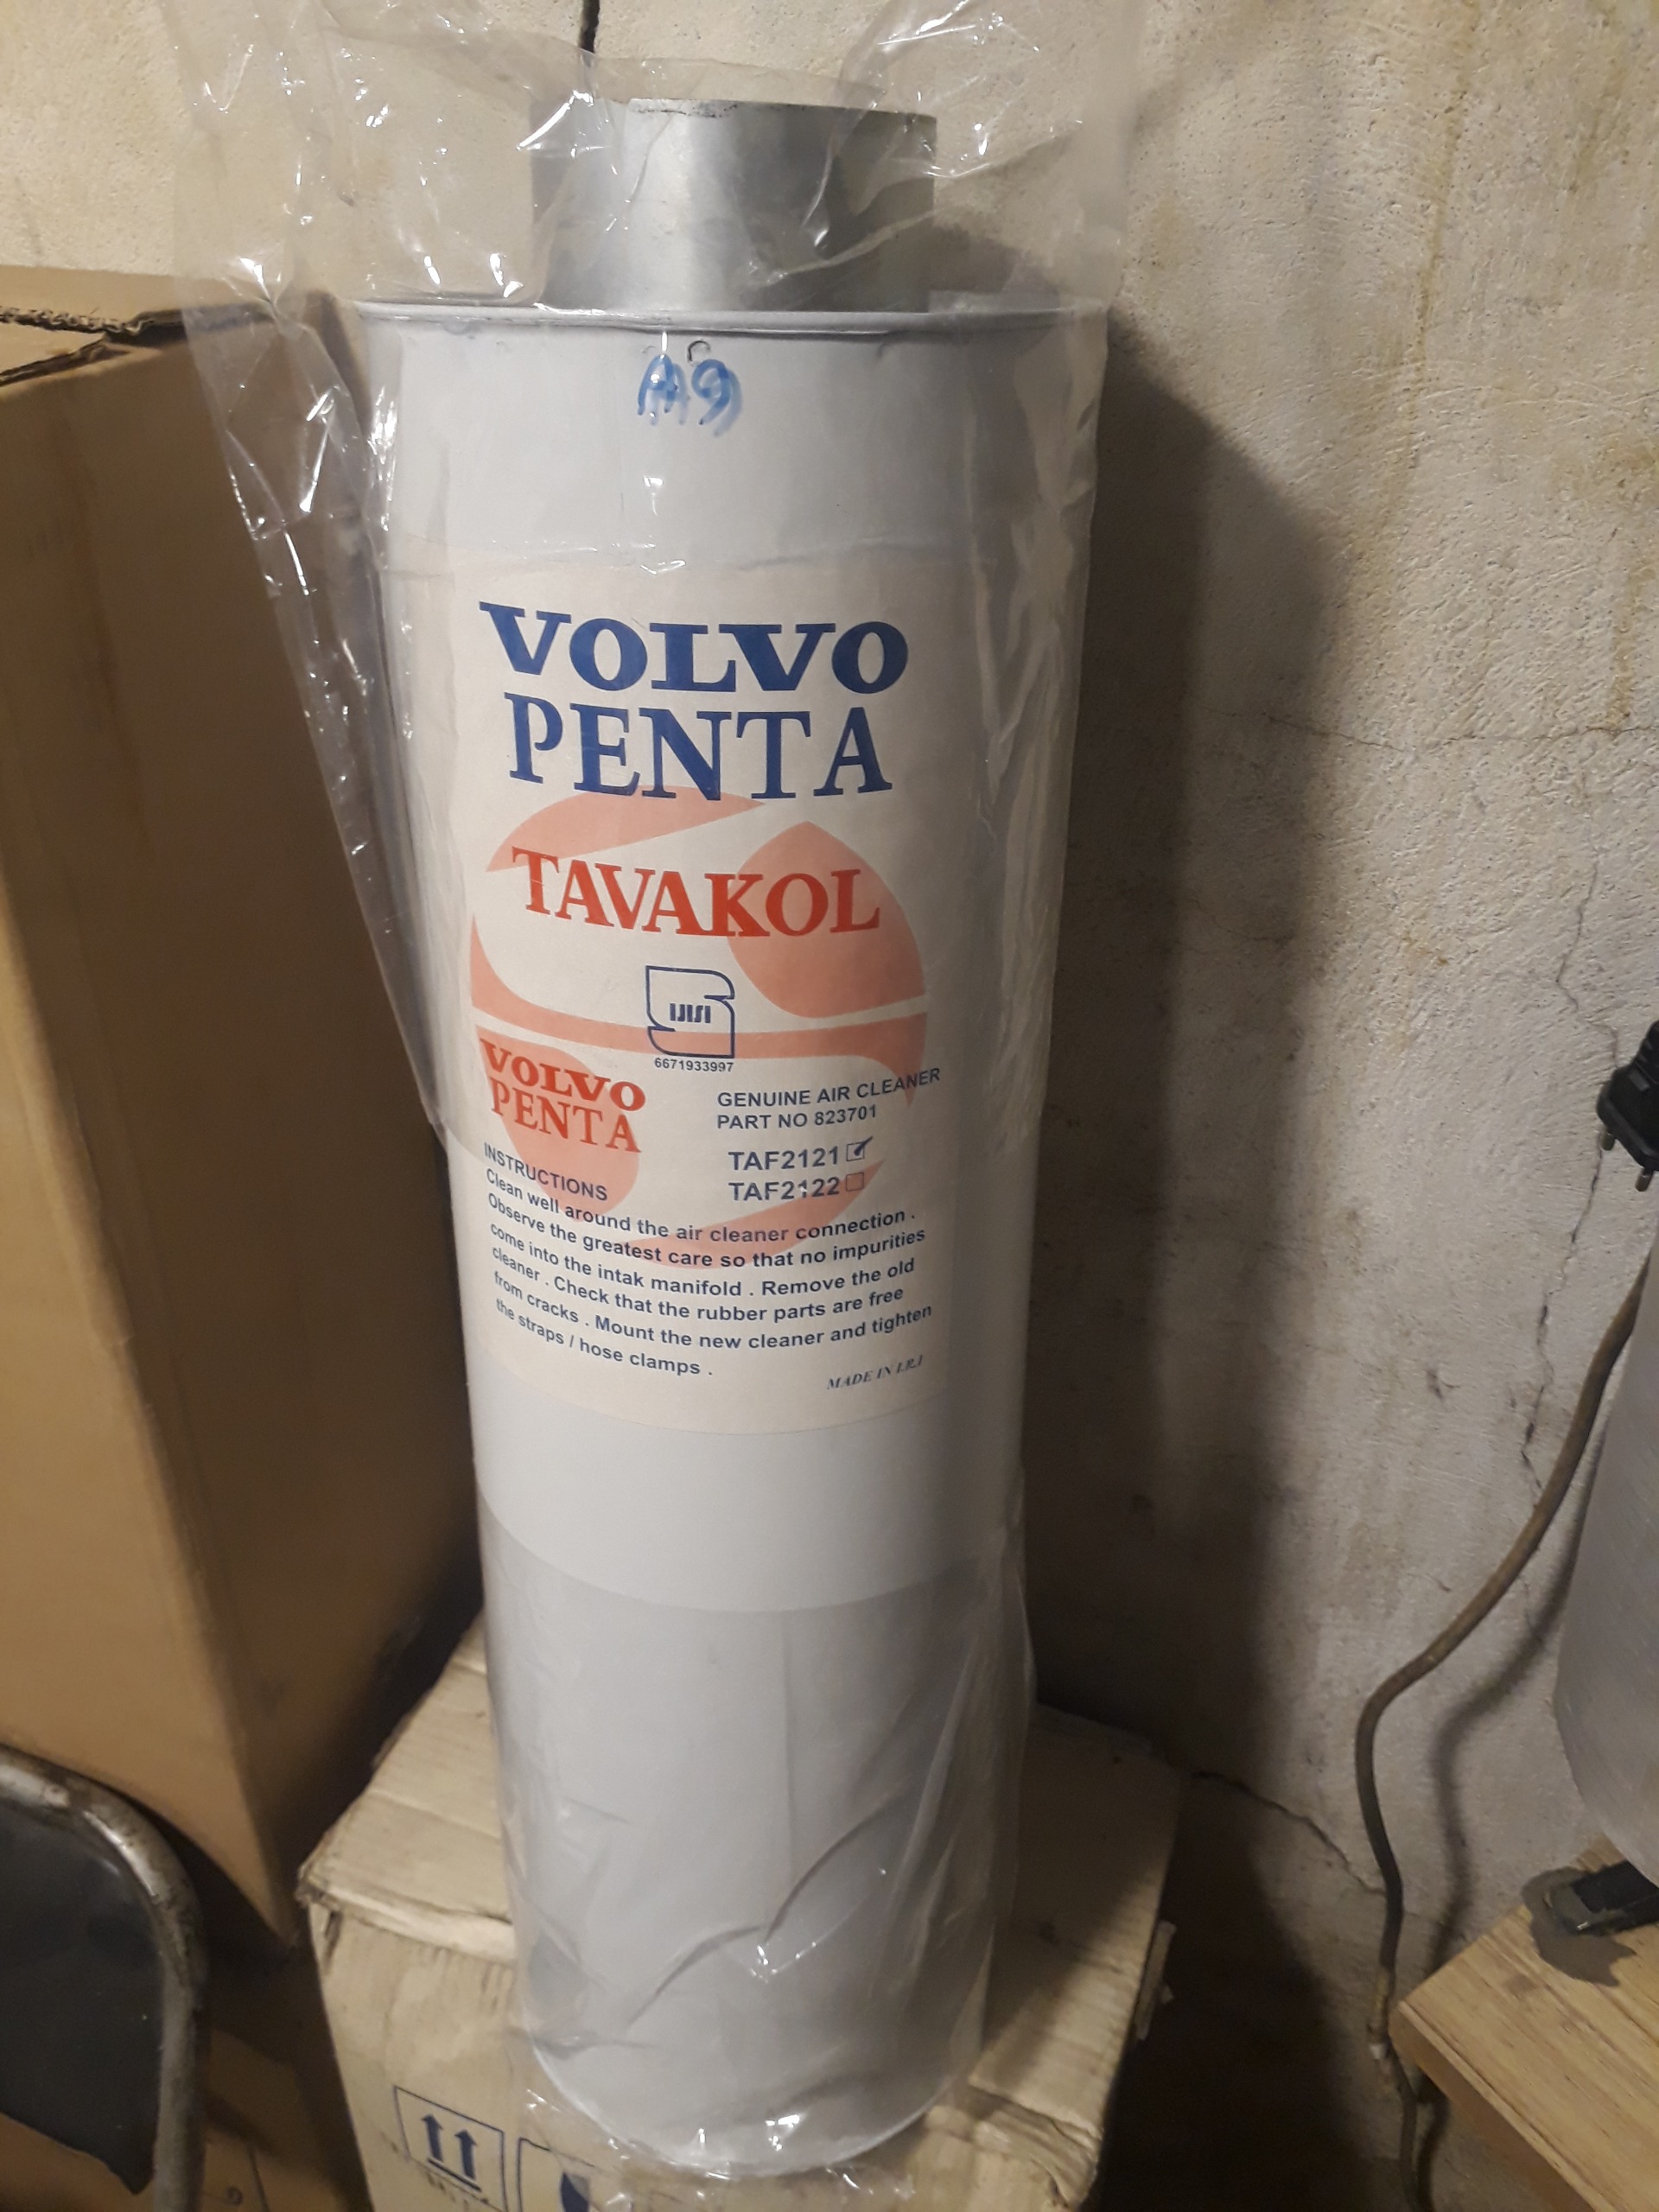 A9
VOLVO
PENTA
TAVAKOL
ISIRI
6671933997
VOLVO
PENTA
GENUINE AIR CLEANER
PART NO 823701
TAF2121
TAF2122
INSTRUCTIONS
Clean well around the air cleaner connection .
Observe the greatest care so that no impurities
come into the intak manifold . Remove the old
cleaner . Check that the rubber parts are free
from cracks . Mount the new cleaner and tighten
the straps / hose clamps .
MADE IN I.R.I